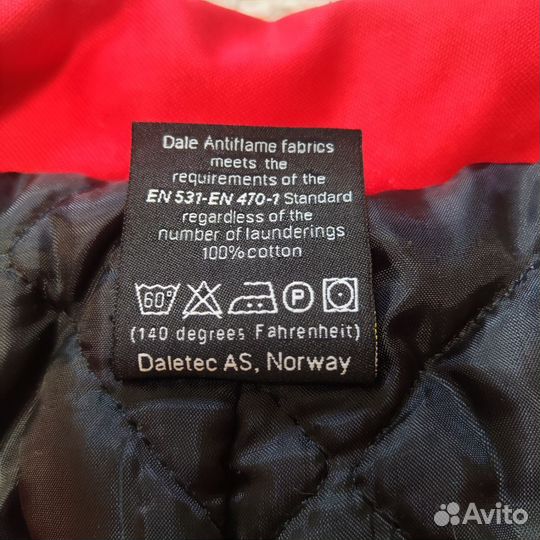 Dale Antiflame fabrics
meets the
requirements of the
EN 531-EN 470-1 Standard
regardless of the
number of launderings
100% cotton
60° P
(140 degrees Fahrenheit)
Daletec AS, Norway
Avito